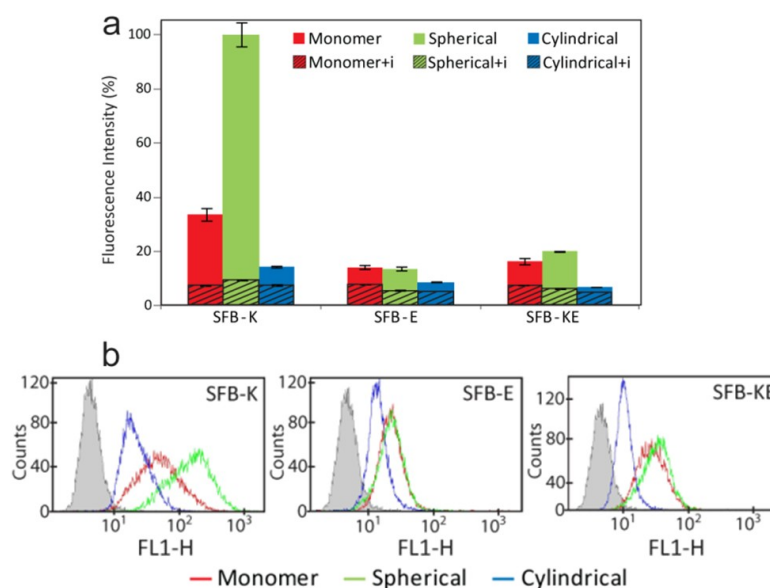 a
Fluorescence Intensity (%)
100
80
60
40
20
0
Monomer Spherical Cylindrical
Monomer+i Spherical+i Cylindrical+i
SFB-K SFB-E SFB-KE
b
Counts
120
80
40
0
SFB-K
10¹ 10² 10³
FL1-H
Counts
120
80
40
0
SFB-E
10¹ 10² 10³
FL1-H
Counts
120
80
40
0
SFB-KE
10¹ 10² 10³
FL1-H
Monomer Spherical Cylindrical